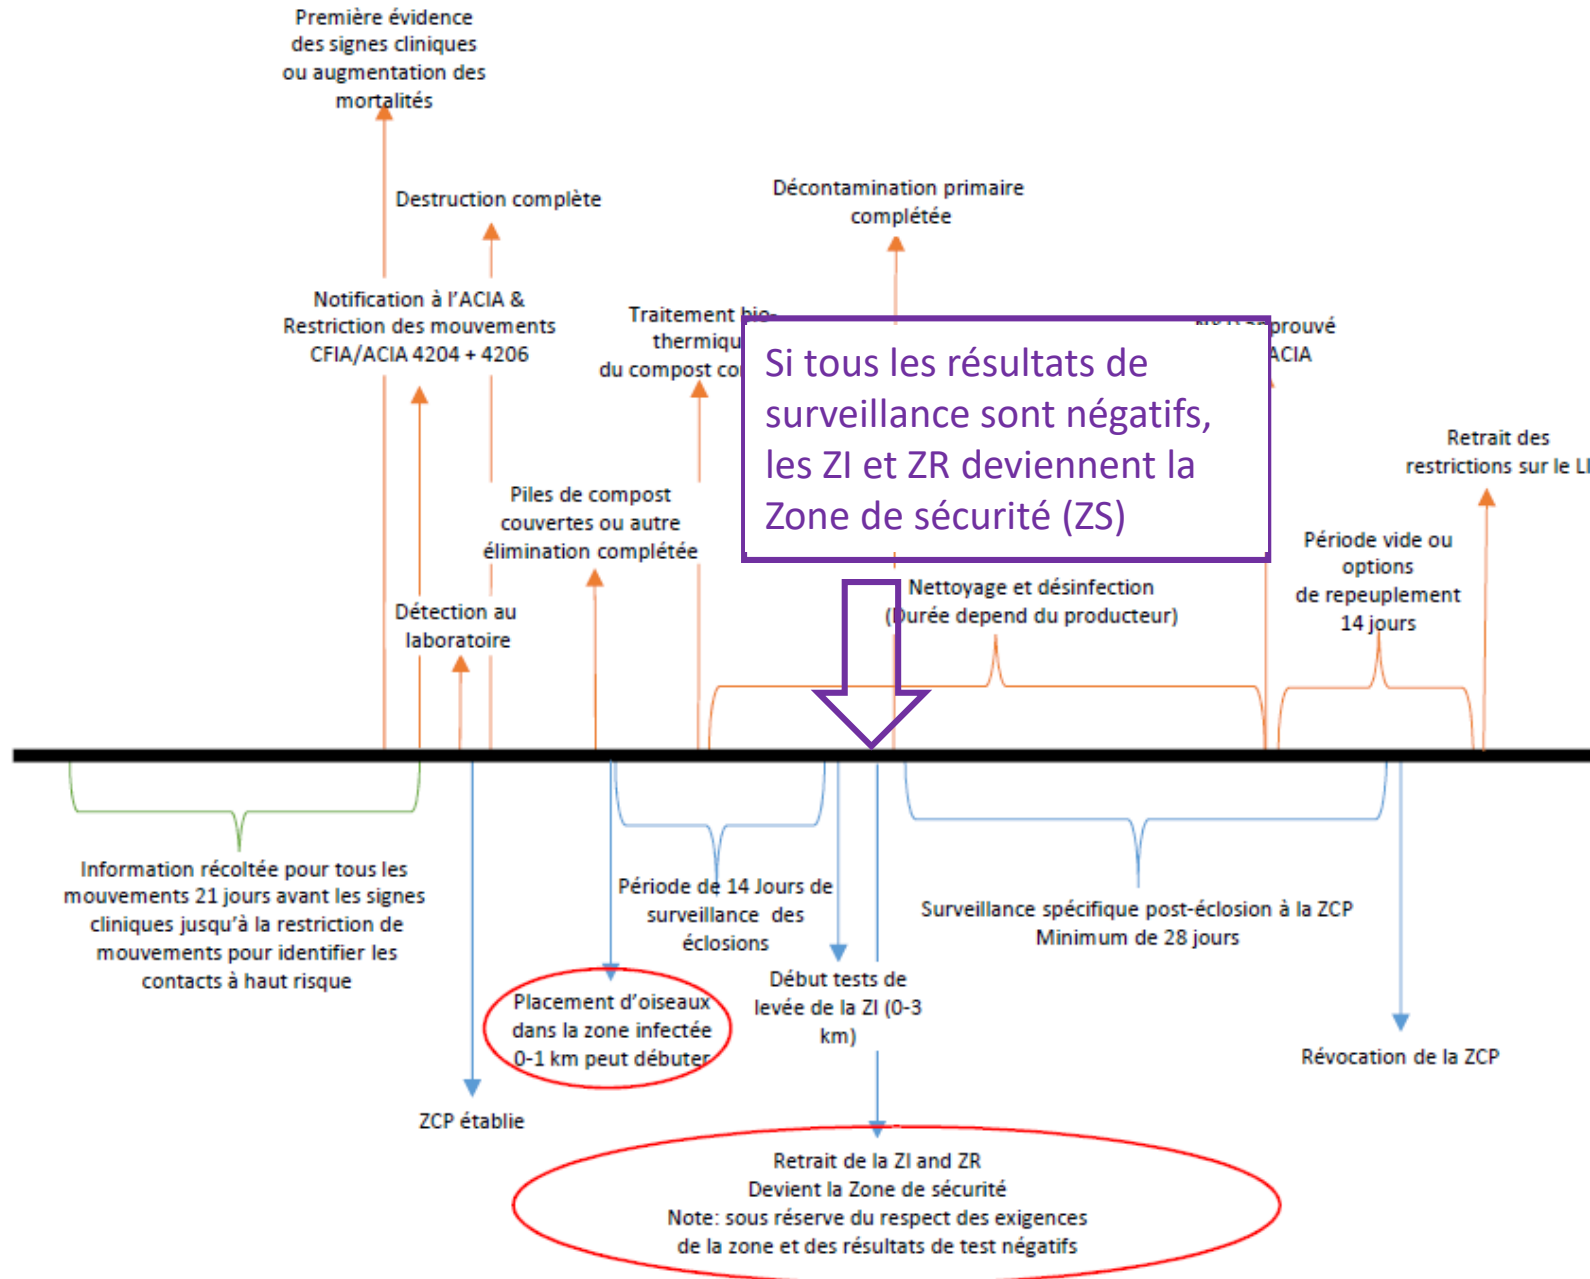 Première évidence
des signes cliniques
ou augmentation des
mortalités
Destruction complète
Décontamination primaire
complétée
Notification à l'ACIA &
Restriction des mouvements
CFIA/ACIA 4204 + 4206
Traitement bio-
thermique
du compost
approuvé
ACIA
Si tous les résultats de
surveillance sont négatifs,
les ZI et ZR deviennent la
Zone de sécurité (ZS)
Retrait des
restrictions sur le LI
Piles de compost
couvertes ou autre
élimination complétée
Période vide ou
options
de repeuplement
14 jours
Nettoyage et désinfection
(Durée depend du producteur)
Détection au
laboratoire
Information récoltée pour tous les
mouvements 21 jours avant les signes
cliniques jusqu'à la restriction de
mouvements pour identifier les
contacts à haut risque
Période de 14 Jours de
surveillance des
éclosions
Surveillance spécifique post-éclosion à la ZCP
Minimum de 28 jours
Début tests de
levée de la ZI (0-3
km)
Placement d'oiseaux
dans la zone infectée
0-1 km peut débuter
Révocation de la ZCP
ZCP établie
Retrait de la ZI and ZR
Devient la Zone de sécurité
Note: sous réserve du respect des exigences
de la zone et des résultats de test négatifs